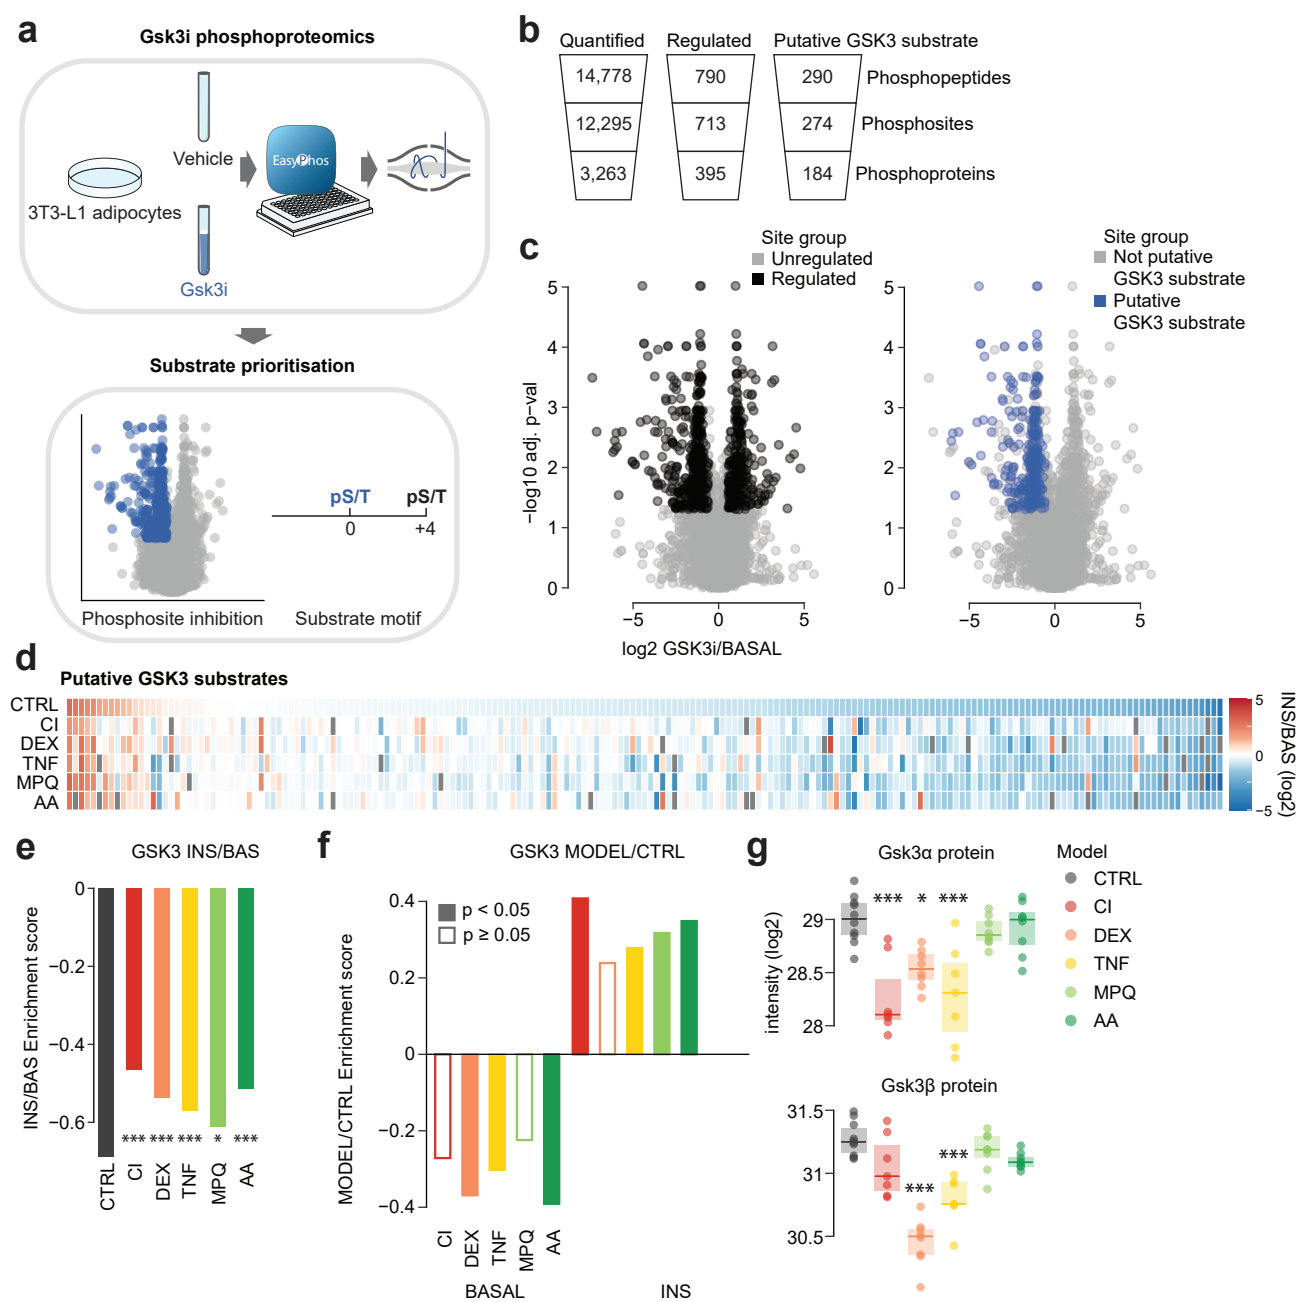 a
Gsk3i phosphoproteomics
Vehicle
EasyPhos
3T3-L1 adipocytes
Gsk3i
Substrate prioritisation
pS/T
pS/T
0
+4
Phosphosite inhibition
Substrate motif
b
Quantified
Regulated
Putative GSK3 substrate
14,778
790
290
Phosphopeptides
12,295
713
274
Phosphosites
3,263
395
184
Phosphoproteins
c
Site group
Unregulated
Regulated
−log10 adj. p−val
5
4
3
2
1
0
−5
0
5
log2 GSK3i/BASAL
Site group
Not putative
GSK3 substrate
Putative
GSK3 substrate
5
4
3
2
1
0
−5
0
5
d
Putative GSK3 substrates
CTRL
CI
DEX
TNF
MPQ
AA
5
0
−5
INS/BAS (log2)
e
GSK3 INS/BAS
INS/BAS Enrichment score
0
−0.2
−0.4
−0.6
***
***
***
*
***
CTRL
CI
DEX
TNF
MPQ
AA
f
GSK3 MODEL/CTRL
p < 0.05
p ≥ 0.05
MODEL/CTRL Enrichment score
0.4
0.2
0
−0.2
−0.4
CI
DEX
TNF
MPQ
AA
BASAL
INS
g
Gsk3α protein
intensity (log2)
29
28.5
28
***
*
***
Gsk3β protein
31.5
31
30.5
***
***
Model
CTRL
CI
DEX
TNF
MPQ
AA